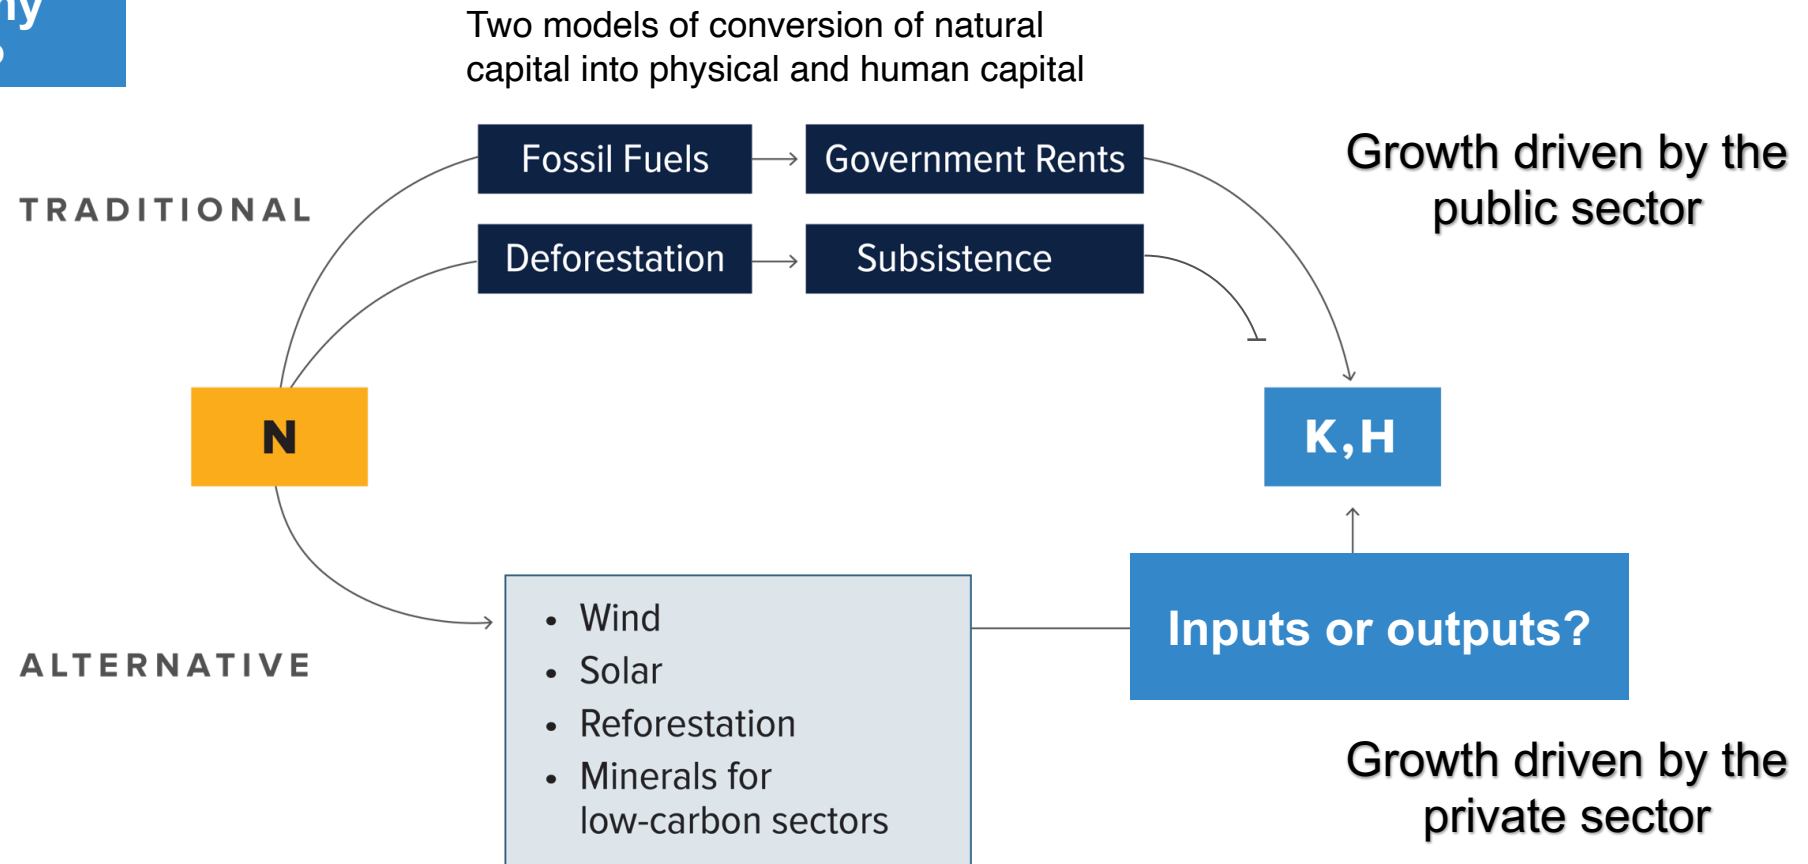 Two models of conversion of natural
capital into physical and human capital
Fossil Fuels
Government Rents
Growth driven by the
public sector
TRADITIONAL
Deforestation
Subsistence
N
K,H
• Wind
• Solar
• Reforestation
• Minerals for
low-carbon sectors
Inputs or outputs?
ALTERNATIVE
Growth driven by the
private sector